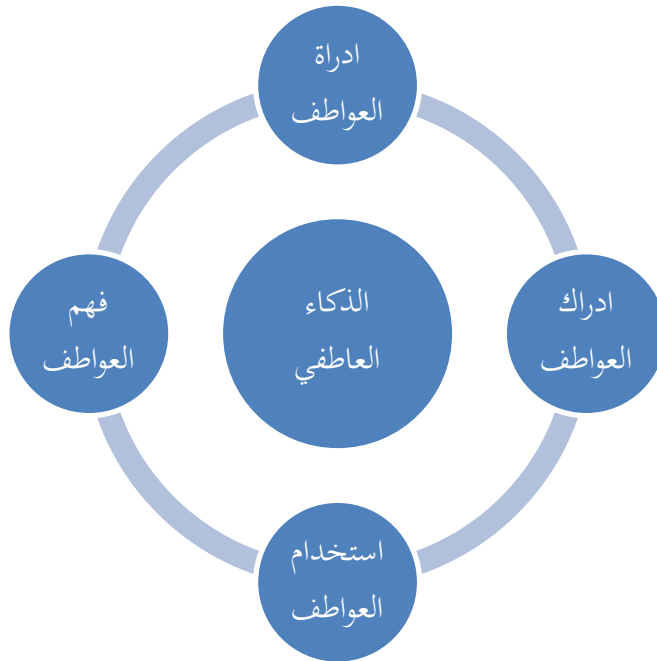 ادراة
العواطف
ادراك
العواطف
استخدام
العواطف
فهم
العواطف
الذكاء
العاطفي